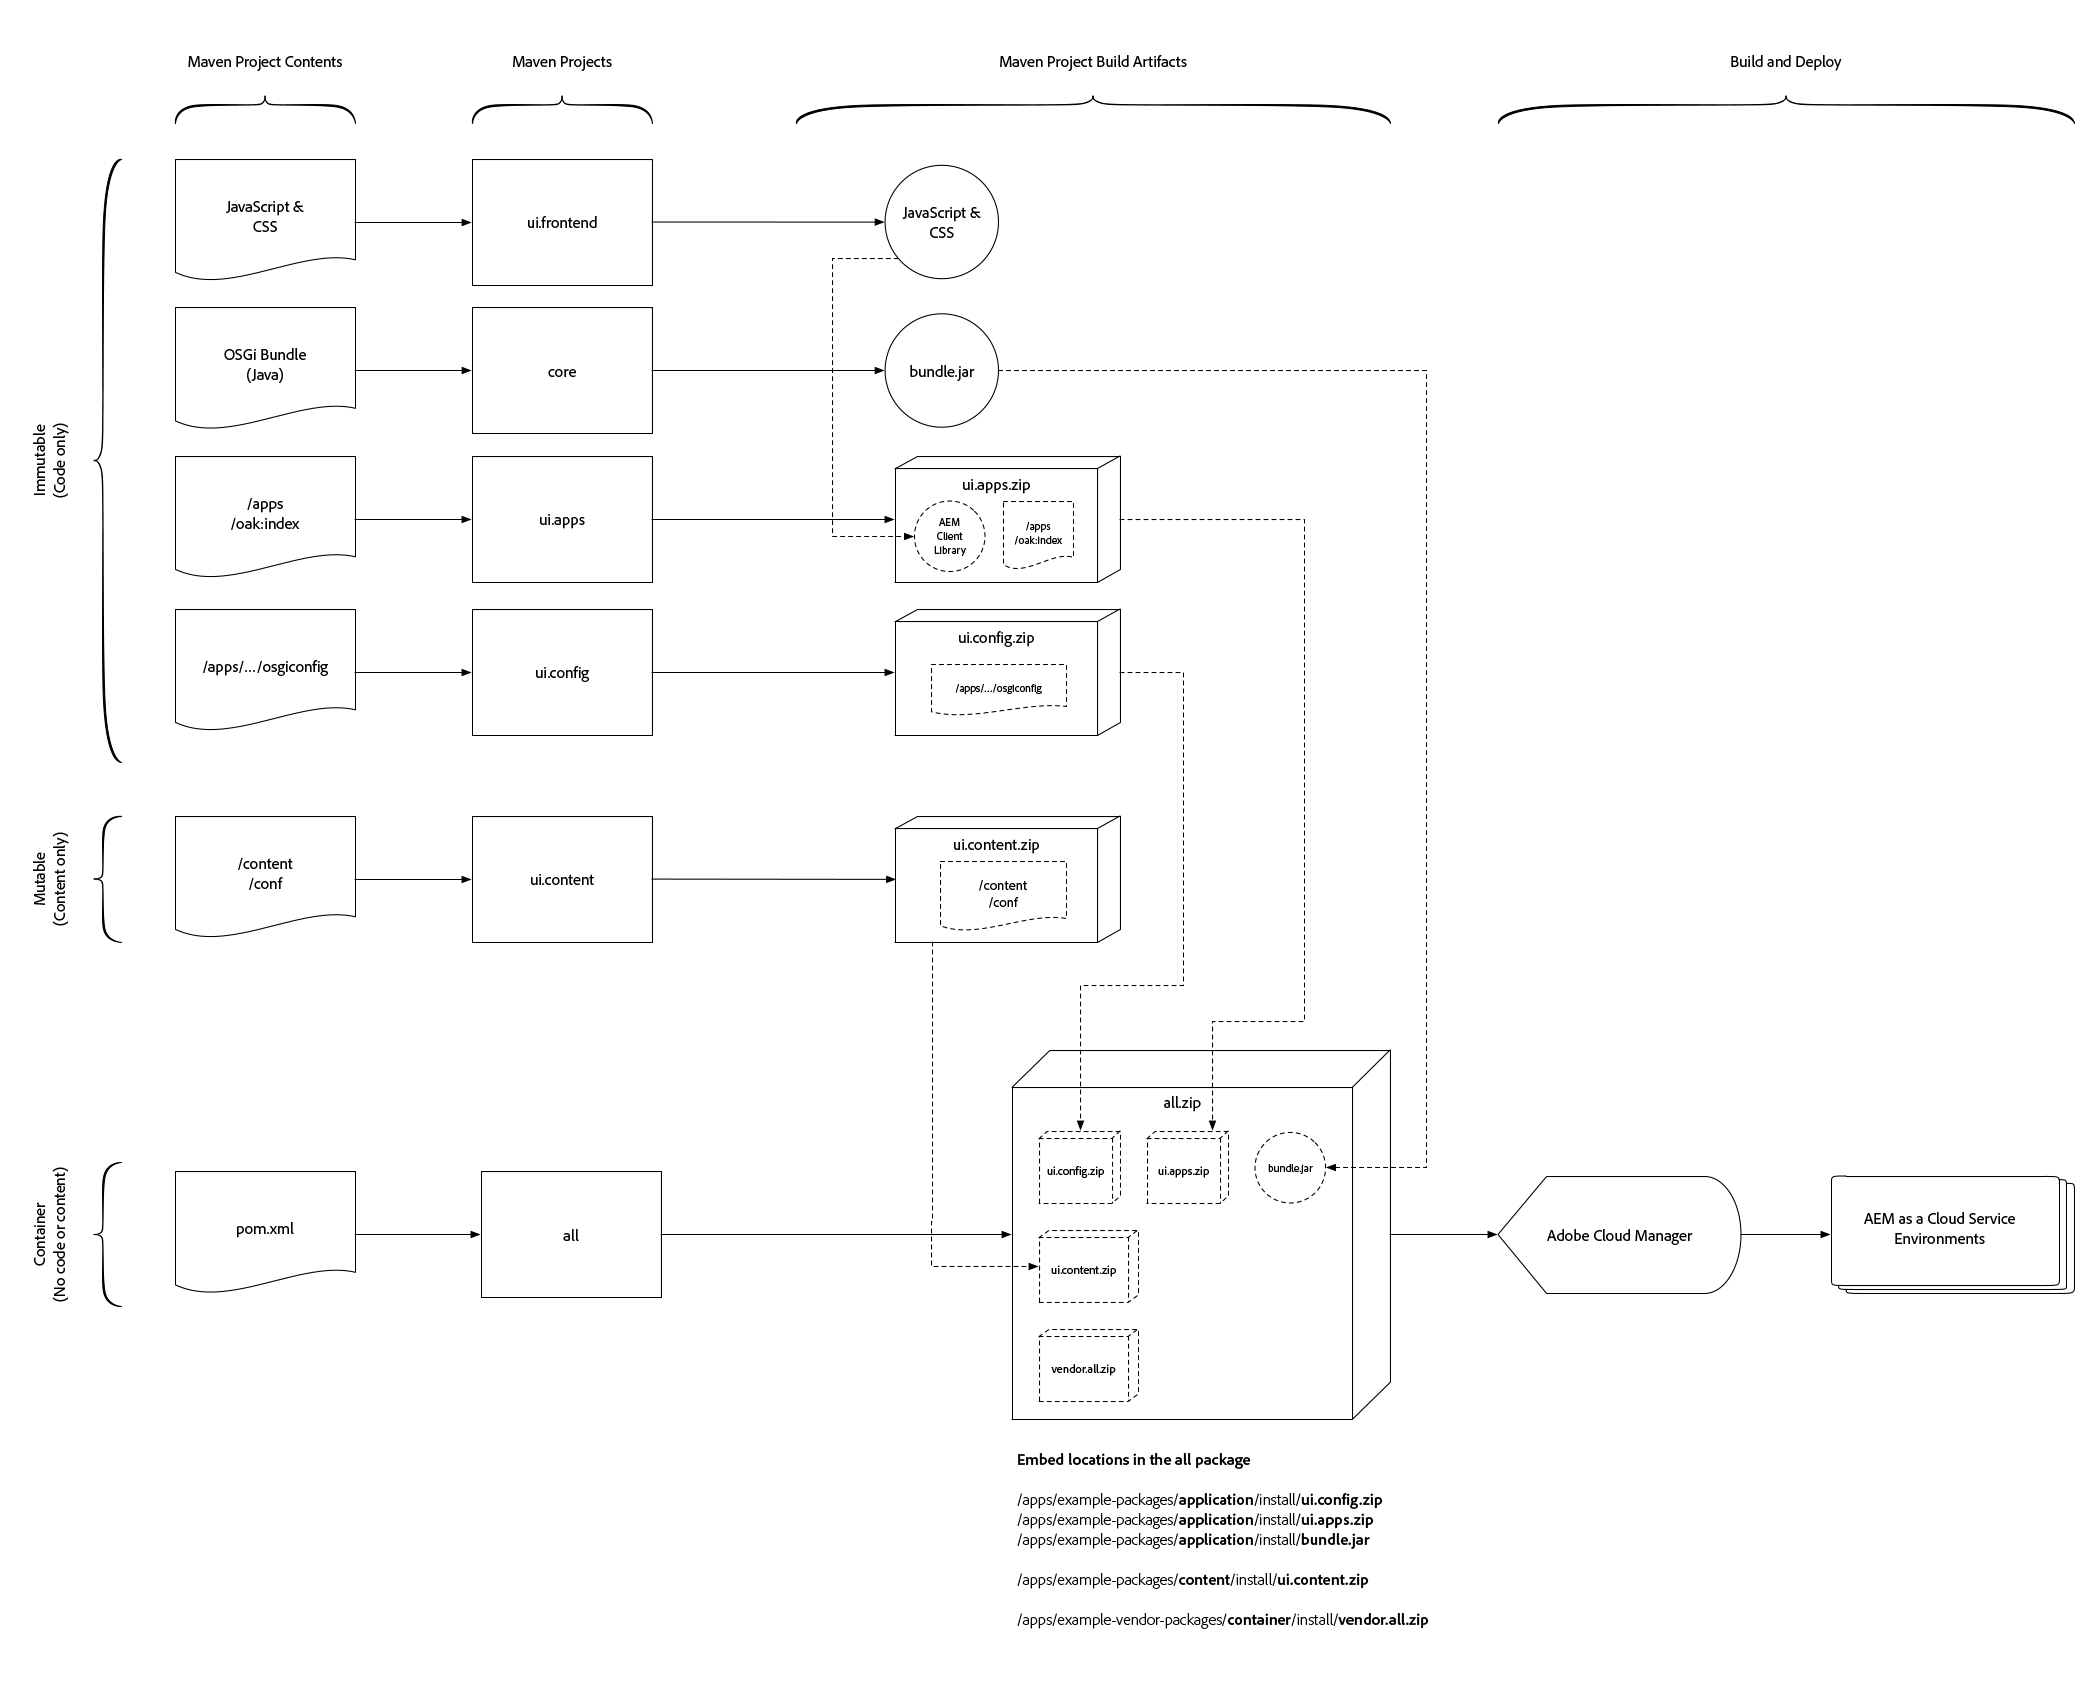 Maven Project Contents
Maven Projects
Maven Project Build Artifacts
Build and Deploy
Immutable
(Code only)
JavaScript &
CSS
ui.frontend
JavaScript &
CSS
OSGi Bundle
(Java)
core
bundle.jar
/apps
/oak:index
ui.apps
ui.apps.zip
AEM
Client
Library
/apps
/oak:index
/apps/.../osgiconfig
ui.config
ui.config.zip
/apps/.../osgiconfig
Mutable
(Content only)
/content
/conf
ui.content
ui.content.zip
/content
/conf
Container
(No code or content)
pom.xml
all
all.zip
ui.config.zip
ui.apps.zip
bundle.jar
ui.content.zip
vendor.all.zip
Adobe Cloud Manager
AEM as a Cloud Service
Environments
Embed locations in the all package
/apps/example-packages/application/install/ui.config.zip
/apps/example-packages/application/install/ui.apps.zip
/apps/example-packages/application/install/bundle.jar
/apps/example-packages/content/install/ui.content.zip
/apps/example-vendor-packages/container/install/vendor.all.zip